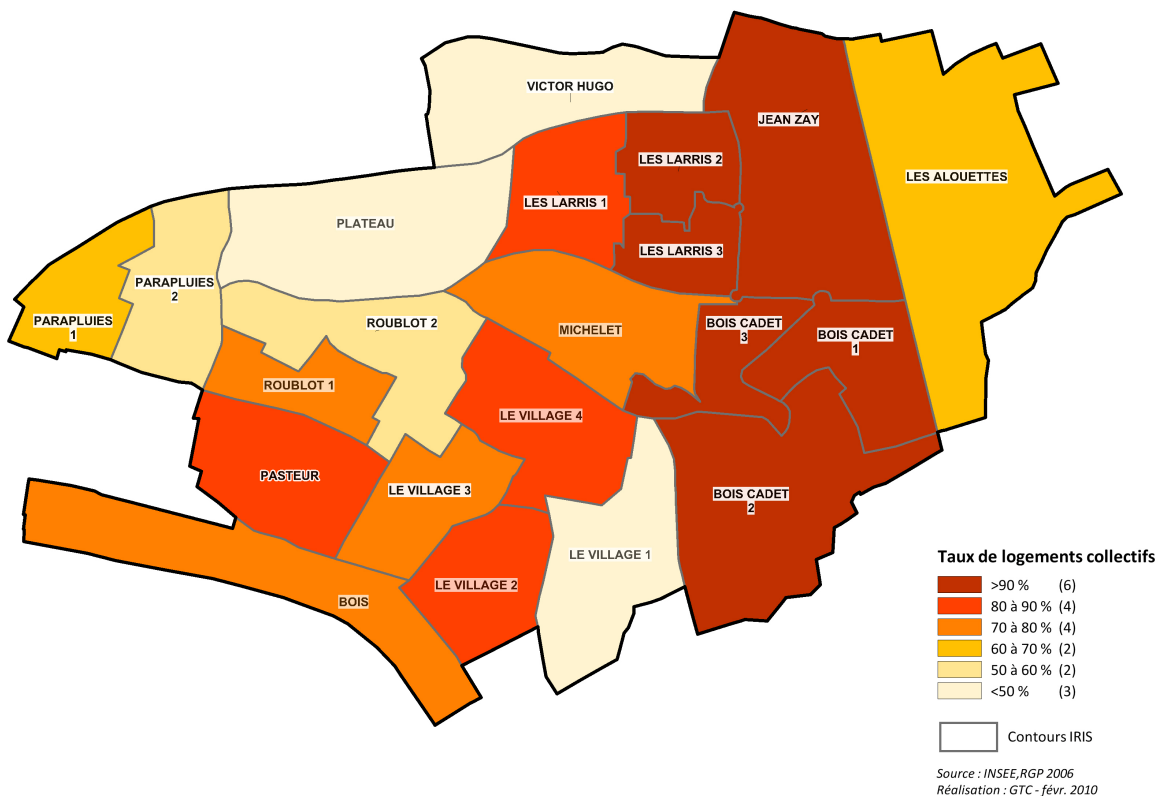 VICTOR HUGO
JEAN ZAY
LES LARRIS 2
LES ALOUETTES
LES LARRIS 1
PLATEAU
LES LARRIS 3
PARAPLUIES
2
PARAPLUIES
1
ROUBLOT 2
MICHELET
BOIS CADET
3
BOIS CADET
1
ROUBLOT 1
LE VILLAGE 4
PASTEUR
LE VILLAGE 3
BOIS CADET
2
LE VILLAGE 1
LE VILLAGE 2
BOIS
Taux de logements collectifs
>90 % (6)
80 à 90 % (4)
70 à 80 % (4)
60 à 70 % (2)
50 à 60 % (2)
<50 % (3)
Contours IRIS
Source : INSEE,RGP 2006
Réalisation : GTC - févr. 2010